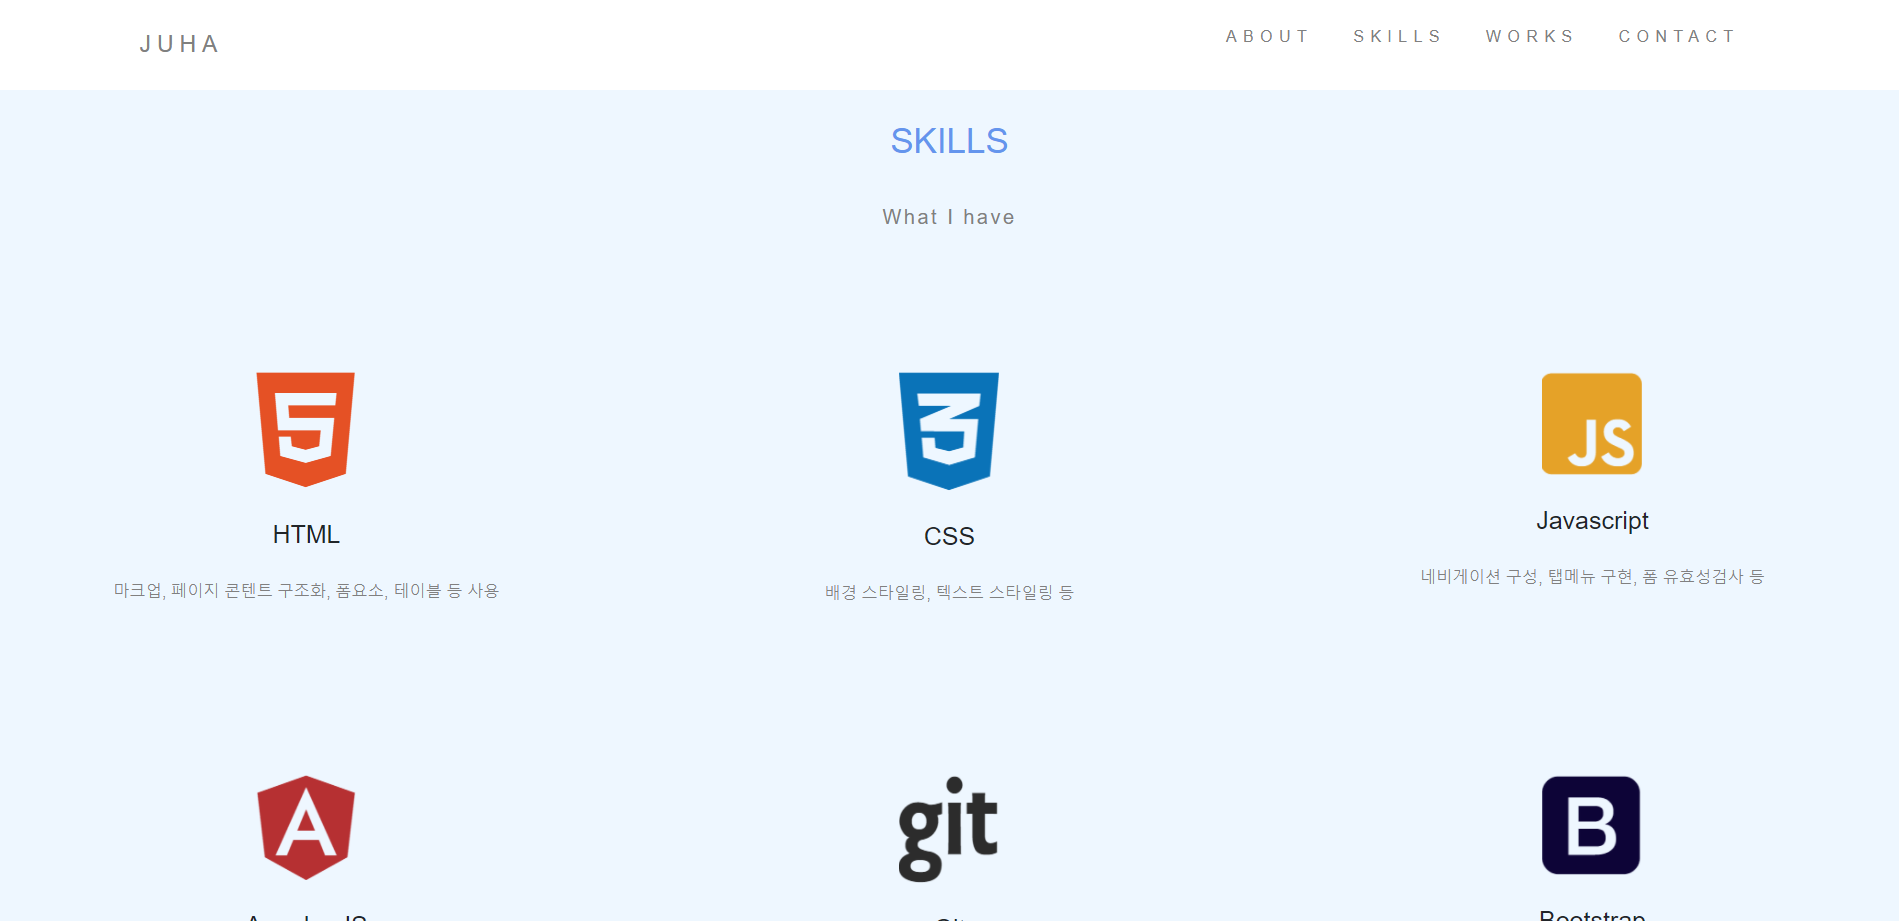 JUHA
ABOUT SKILLS WORKS CONTACT
SKILLS
What I have
5
3
JS
HTML
CSS
Javascript
마크업, 페이지 콘텐트 구조화, 폼요소, 테이블 등 사용
배경 스타일링, 텍스트 스타일링 등
네비게이션 구성, 탭메뉴 구현, 폼 유효성검사 등
A
git
B
Bootstrap